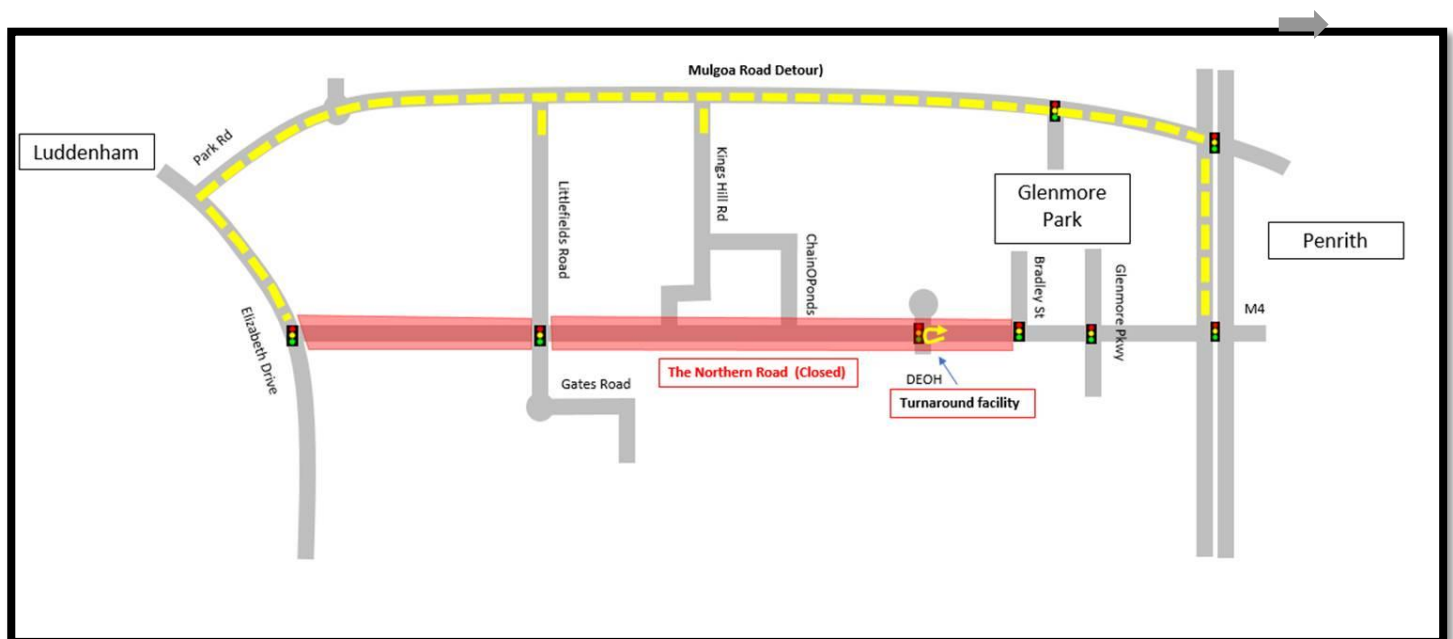 Mulgoa Road Detour)
Luddenham
Park Rd
Littlefields Road
Kings Hill Rd
ChainOPonds
Glenmore
Park
Penrith
Bradley St
Glenmore Pkwy
M4
Elizabeth Drive
The Northern Road (Closed)
DEOH
Gates Road
Turnaround facility